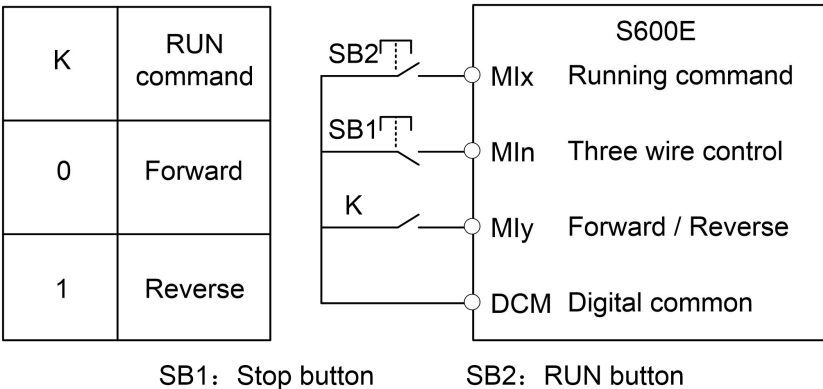 K RUN command
0 Forward
1 Reverse
S600E
SB2 MIx Running command
SB1 MIn Three wire control
K MIy Forward / Reverse
DCM Digital common
SB1：Stop button SB2：RUN button